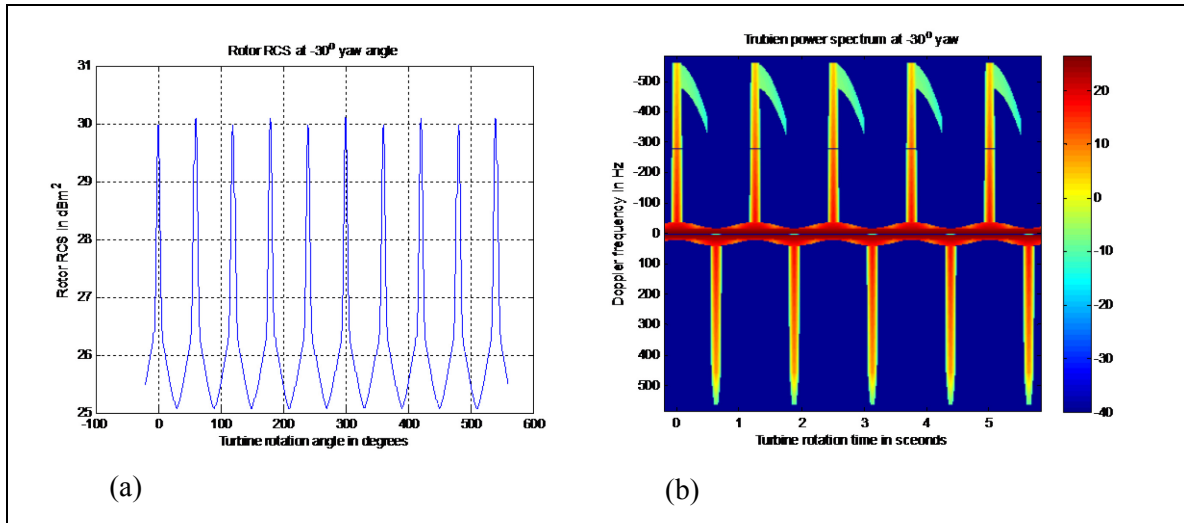 Rotor RCS at -30⁰ yaw angle
31
30
29
28
27
26
25
Rotor RCS in dBm²
-100 0 100 200 300 400 500 600
Turbine rotation angle in degrees
(a)
Trubien power spectrum at -30⁰ yaw
-500
-400
-300
-200
-100
0
100
200
300
400
500
Doppler frequency in Hz
0 1 2 3 4 5
Turbine rotation time in sceonds
20
10
0
-10
-20
-30
-40
(b)